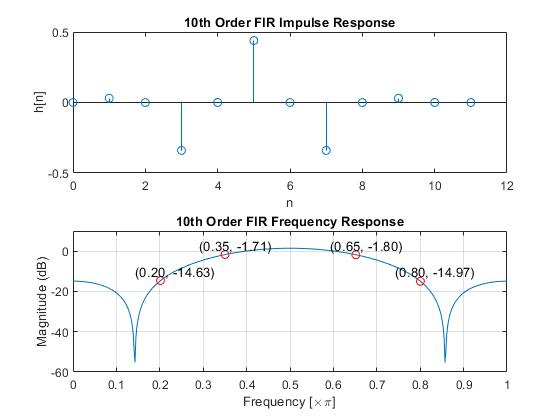 10th Order FIR Impulse Response
0.5
0
-0.5
h[n]
0 2 4 6 8 10 12
n
10th Order FIR Frequency Response
(0.35, -1.71) (0.65, -1.80)
(0.20, -14.63) (0.80, -14.97)
0
-20
-40
-60
Magnitude (dB)
0 0.1 0.2 0.3 0.4 0.5 0.6 0.7 0.8 0.9 1
Frequency [×π]